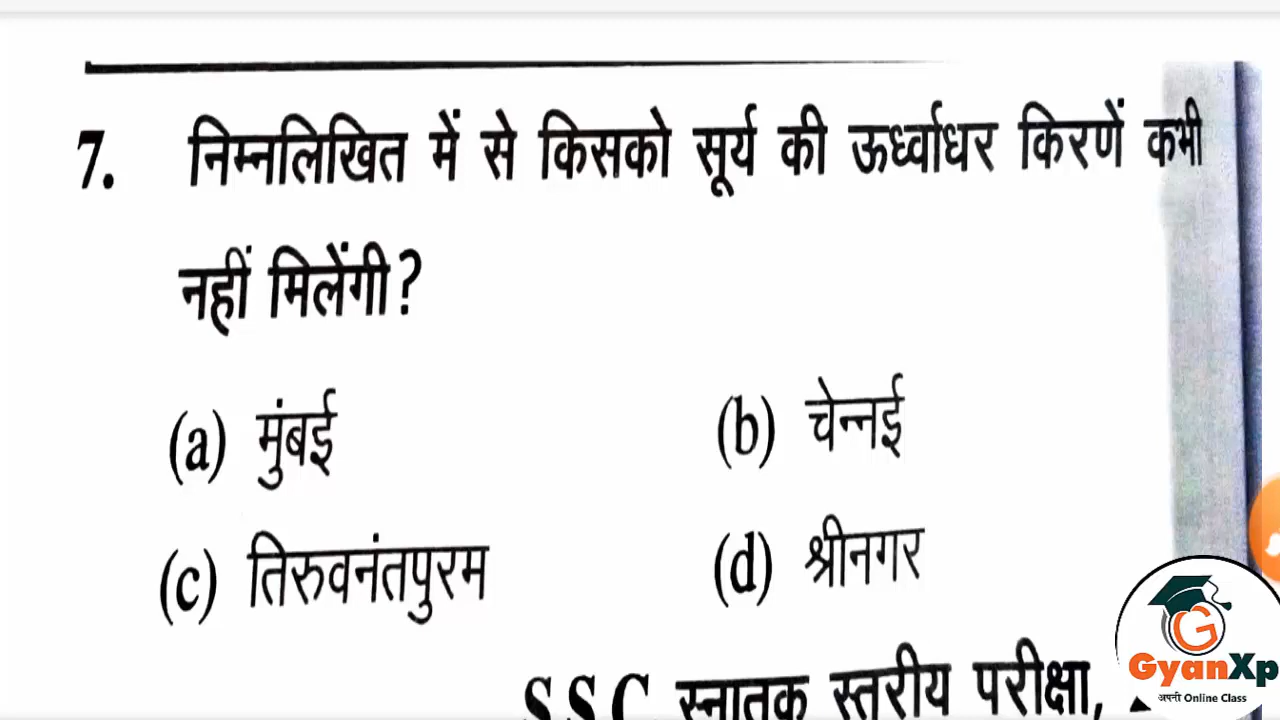 7. निम्नलिखित में से किसको सूर्य की ऊर्ध्वाधर किरणें कभी
नहीं मिलेंगी?
(a) मुंबई (b) चेन्नई
(c) तिरुवनंतपुरम (d) श्रीनगर
S.S.C. स्नातक स्तरीय परीक्षा,
G
GyanXp
अपनी Online Class